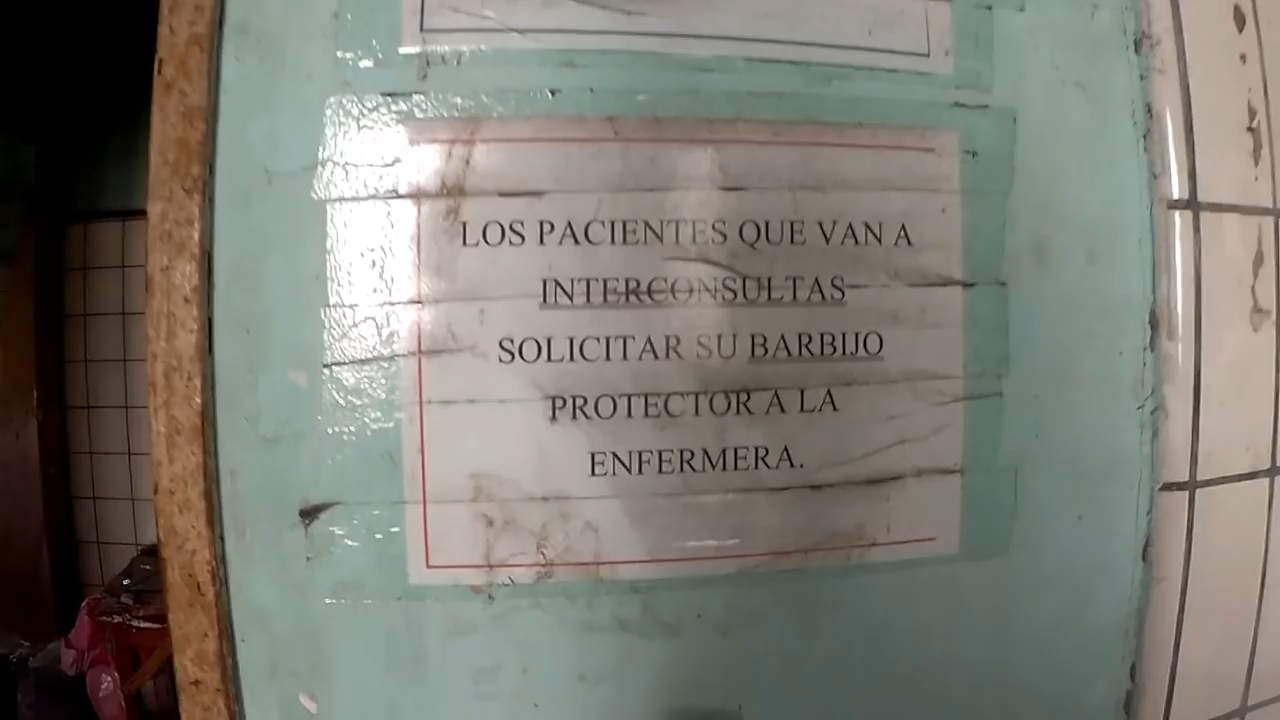 LOS PACIENTES QUE VAN A
INTERCONSULTAS
SOLICITAR SU BARBIJO
PROTECTOR A LA
ENFERMERA.